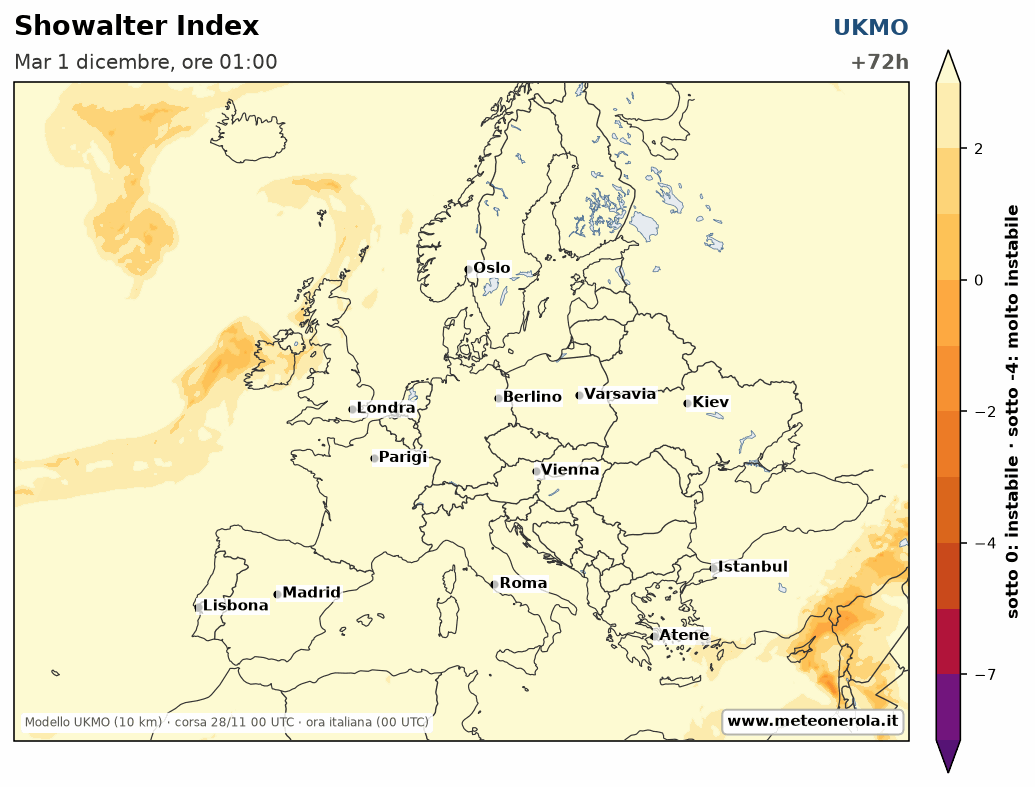 Showalter Index
UKMO
Mar 1 dicembre, ore 01:00
+72h
Oslo
Londra
Berlino
Varsavia
Kiev
Parigi
Vienna
Istanbul
Roma
Madrid
Lisbona
Atene
2
0
−2
−4
−7
sotto 0: instabile · sotto -4: molto instabile
Modello UKMO (10 km) · corsa 28/11 00 UTC · ora italiana (00 UTC)
www.meteonerola.it